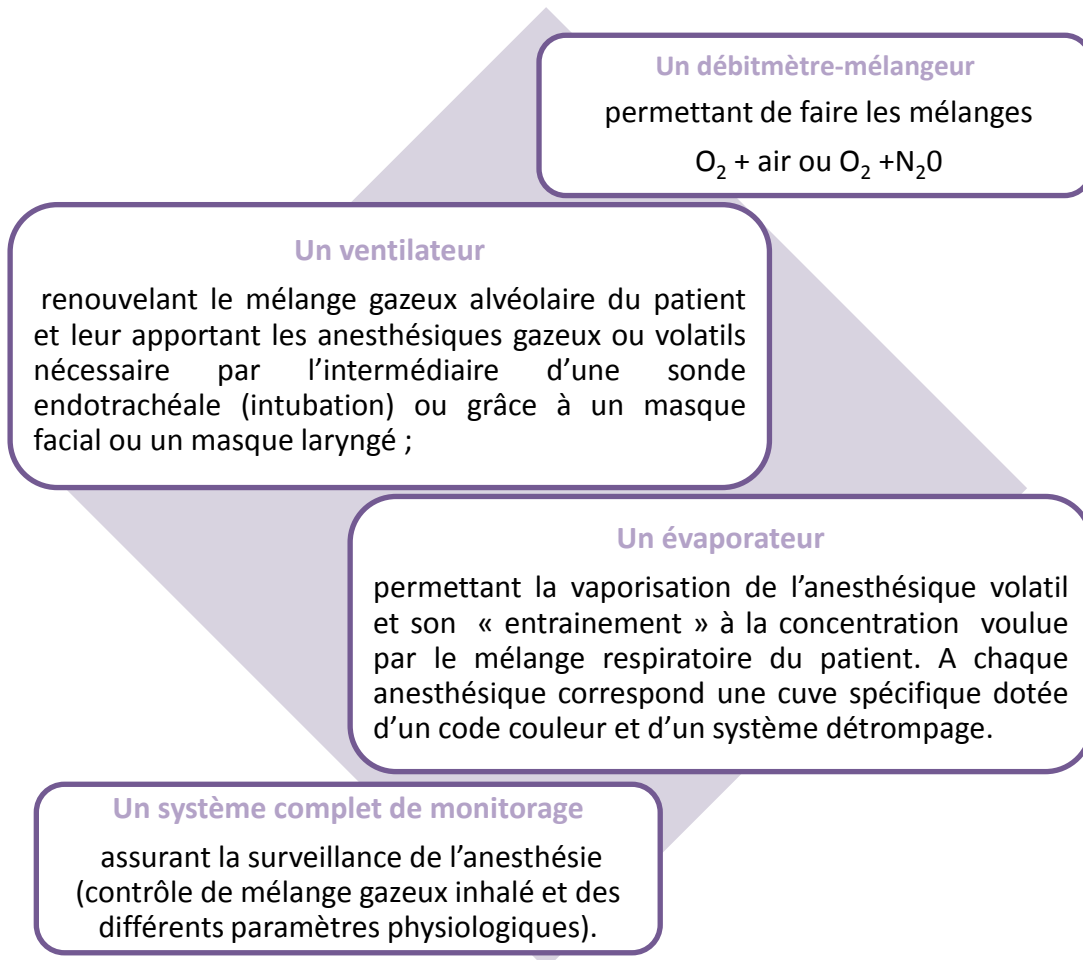 Un débitmètre-mélangeur
permettant de faire les mélanges
O₂ + air ou O₂ +N₂0
Un ventilateur
renouvelant le mélange gazeux alvéolaire du patient
et leur apportant les anesthésiques gazeux ou volatils
nécessaire par l’intermédiaire d’une sonde
endotrachéale (intubation) ou grâce à un masque
facial ou un masque laryngé ;
Un évaporateur
permettant la vaporisation de l’anesthésique volatil
et son « entrainement » à la concentration voulue
par le mélange respiratoire du patient. A chaque
anesthésique correspond une cuve spécifique dotée
d’un code couleur et d’un système détrompage.
Un système complet de monitorage
assurant la surveillance de l’anesthésie
(contrôle de mélange gazeux inhalé et des
différents paramètres physiologiques).